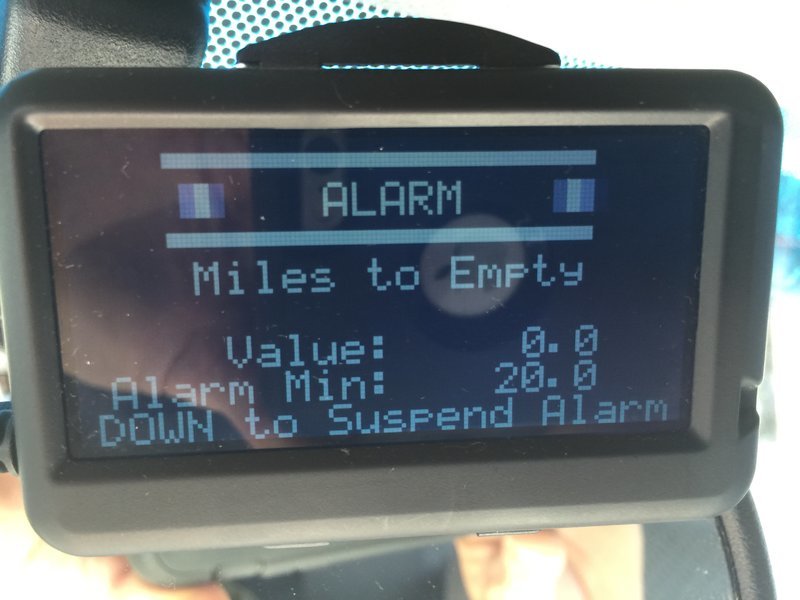 ALARM
Miles to Empty
Value: 0.0
Alarm Min: 20.0
DOWN to Suspend Alarm